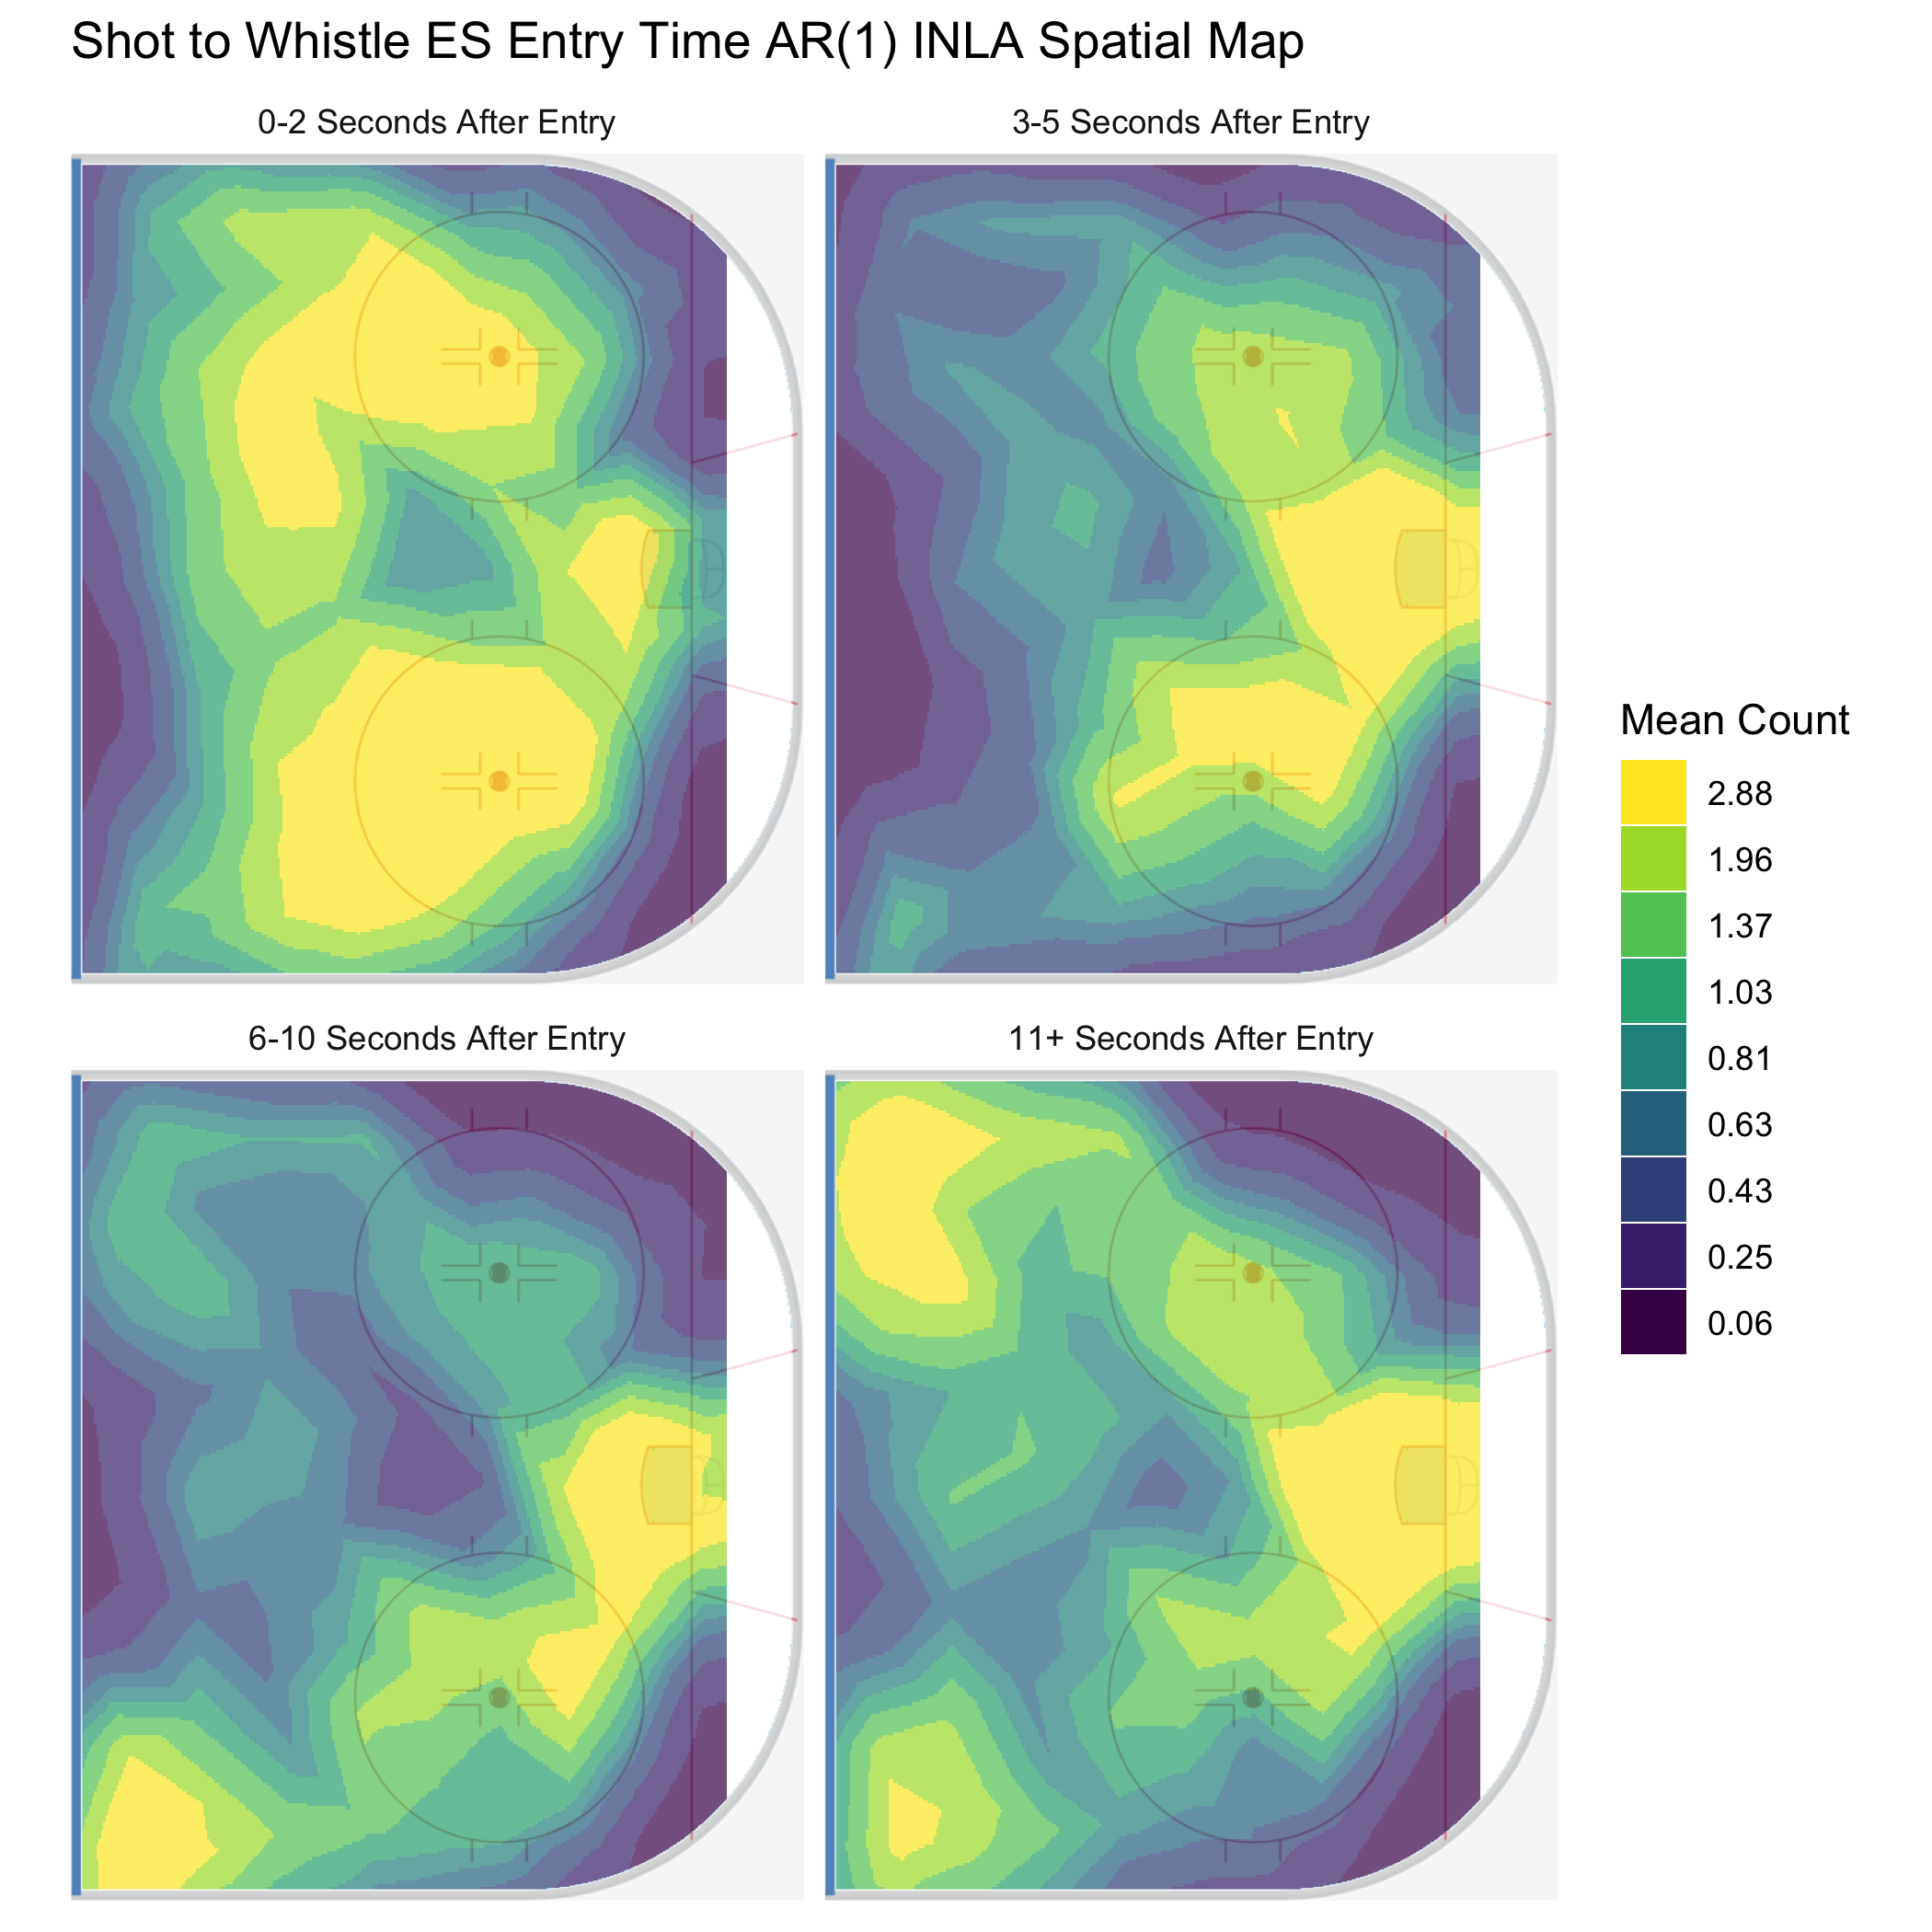 Shot to Whistle ES Entry Time AR(1) INLA Spatial Map
0-2 Seconds After Entry
3-5 Seconds After Entry
6-10 Seconds After Entry
11+ Seconds After Entry
Mean Count
2.88
1.96
1.37
1.03
0.81
0.63
0.43
0.25
0.06